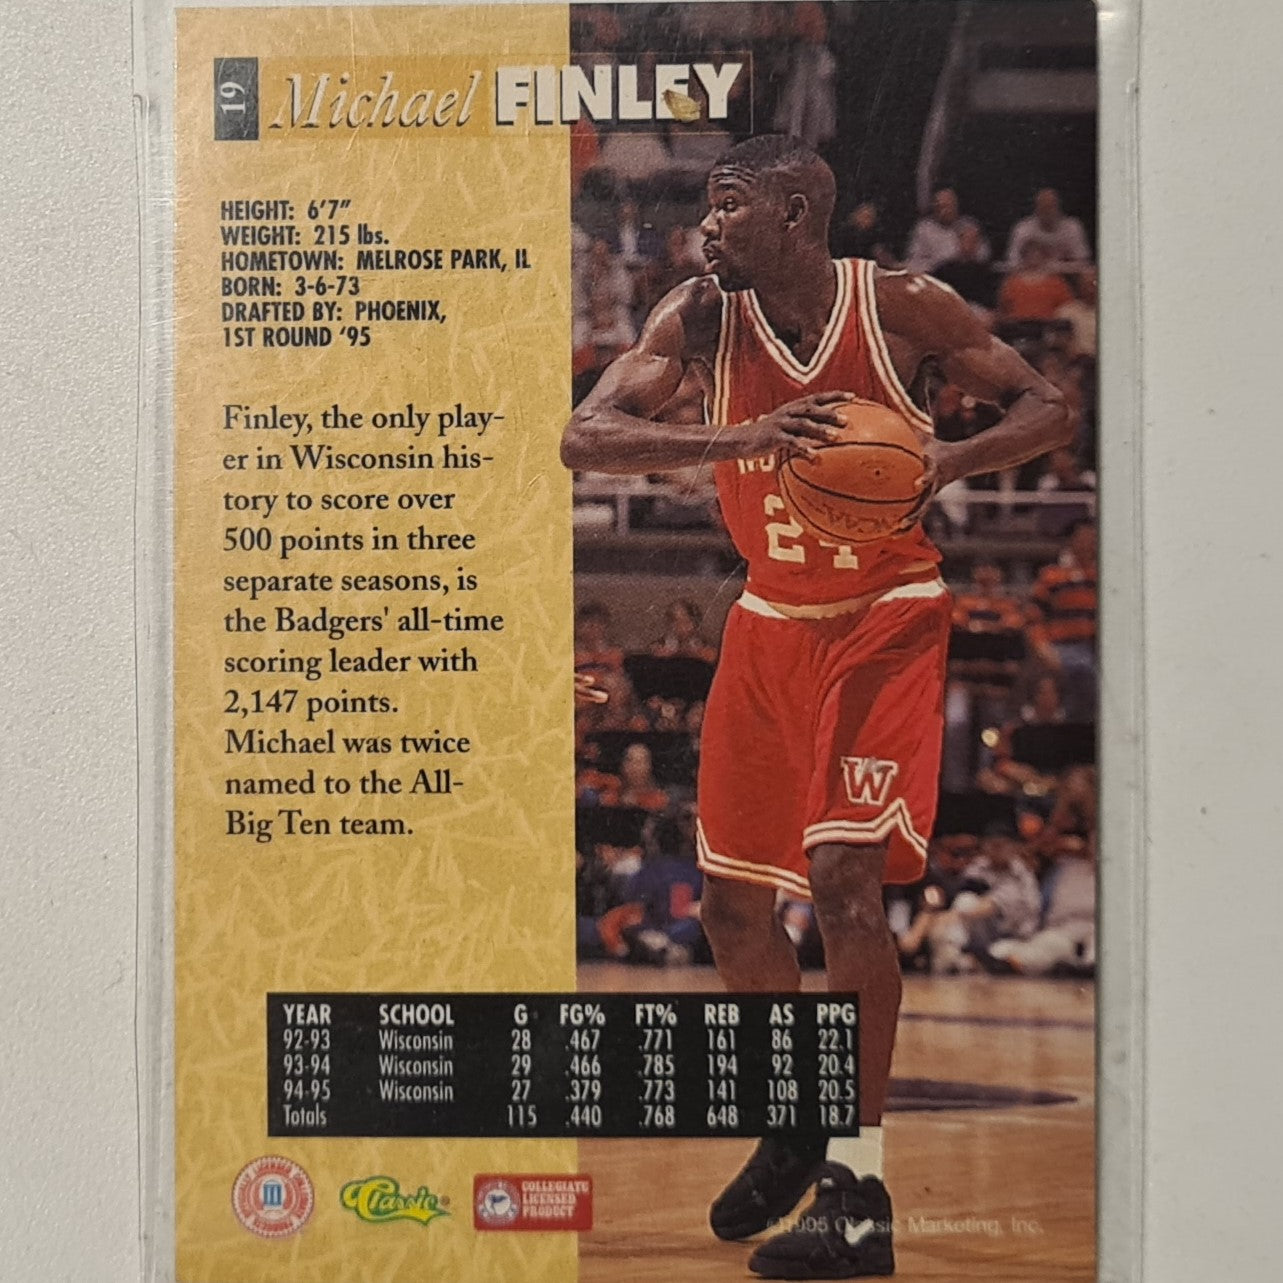 19 Michael FINLEY
HEIGHT: 6'7"
WEIGHT: 215 lbs.
HOMETOWN: MELROSE PARK, IL
BORN: 3-6-73
DRAFTED BY: PHOENIX,
1ST ROUND '95
Finley, the only play-
er in Wisconsin his-
tory to score over
500 points in three
separate seasons, is
the Badgers' all-time
scoring leader with
2,147 points.
Michael was twice
named to the All-
Big Ten team.
24
W
YEAR SCHOOL G FG% FT% REB AS PPG
92-93 Wisconsin 28 .467 .771 161 86 22.1
93-94 Wisconsin 29 .466 .785 194 92 20.4
94-95 Wisconsin 27 .379 .773 141 108 20.5
Totals 115 .440 .768 648 371 18.7
Classic
COLLEGIATE
LICENSED
PRODUCT
©1995 Classic Marketing, Inc.